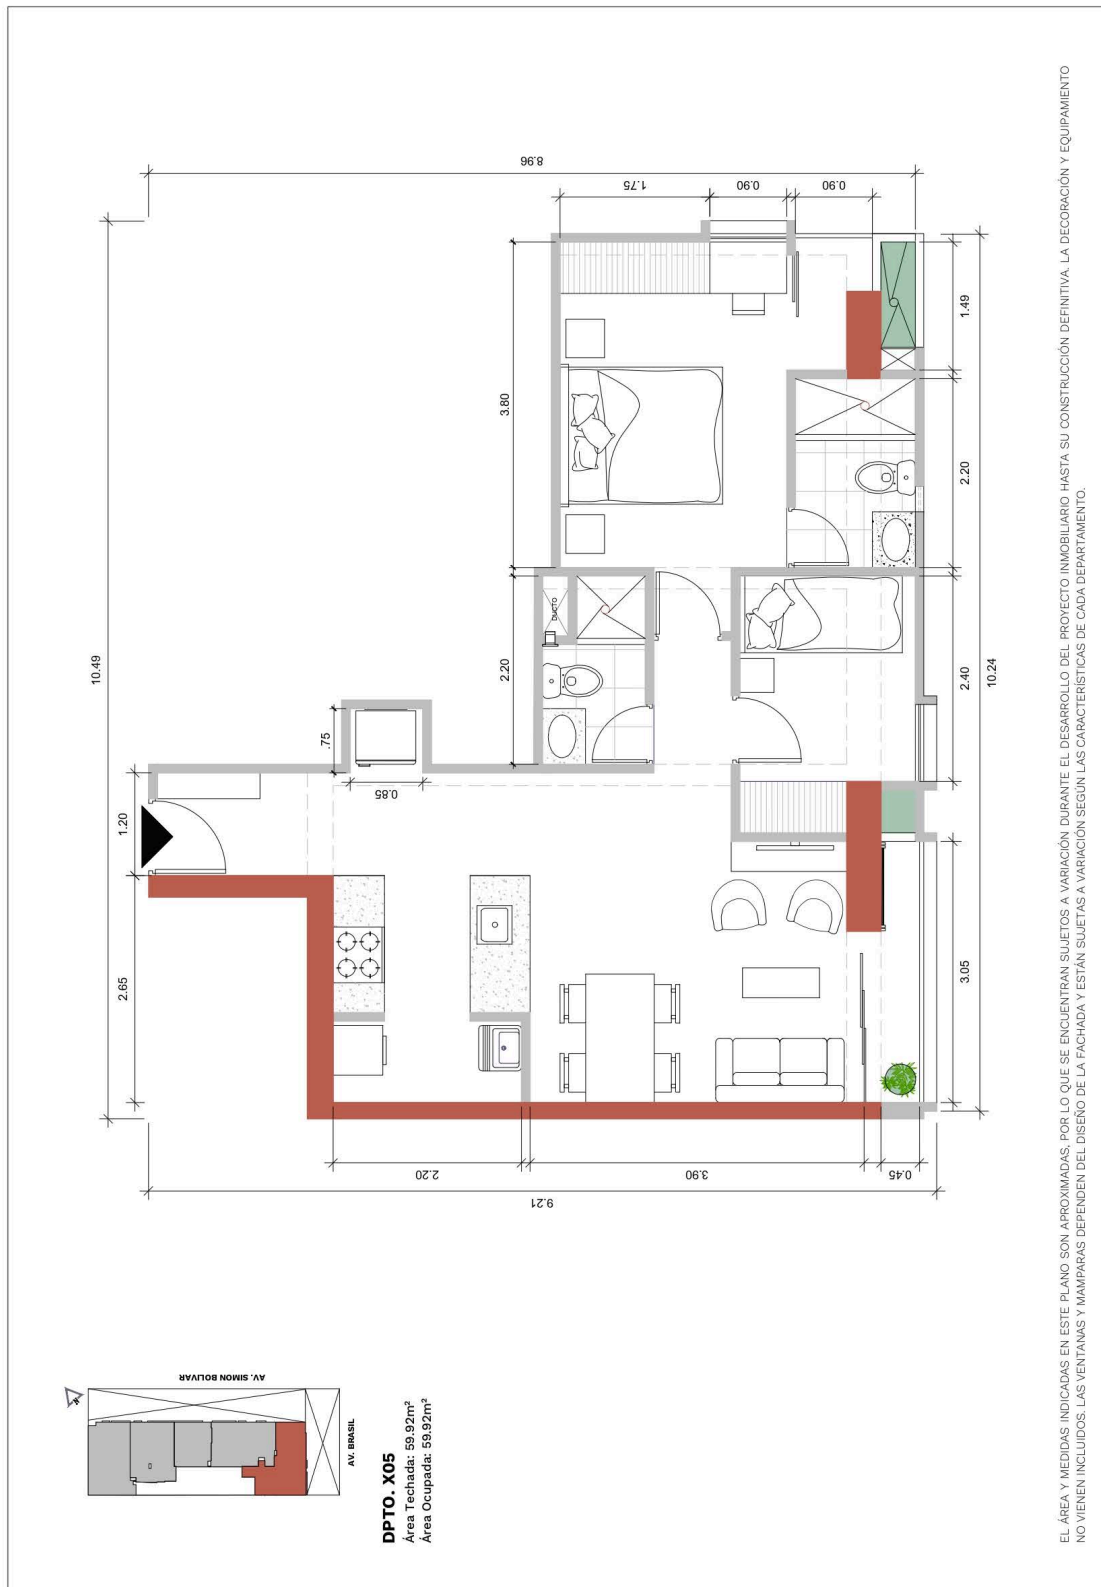 8.96
10.49
1.75
0.90
0.90
3.80
1.49
2.20
2.20
DUCTO
2.40
10.24
.75
0.85
1.20
2.65
3.05
2.20
3.90
0.45
9.21
N
AV. SIMON BOLIVAR
AV. BRASIL
DPTO. X05
Área Techada: 59.92m²
Área Ocupada: 59.92m²
EL ÁREA Y MEDIDAS INDICADAS EN ESTE PLANO SON APROXIMADAS, POR LO QUE SE ENCUENTRAN SUJETOS A VARIACIÓN DURANTE EL DESARROLLO DEL PROYECTO INMOBILIARIO HASTA SU CONSTRUCCIÓN DEFINITIVA. LA DECORACIÓN Y EQUIPAMIENTO
NO VIENEN INCLUIDOS. LAS VENTANAS Y MAMPARAS DEPENDEN DEL DISEÑO DE LA FACHADA Y ESTÁN SUJETAS A VARIACIÓN SEGÚN LAS CARACTERÍSTICAS DE CADA DEPARTAMENTO.